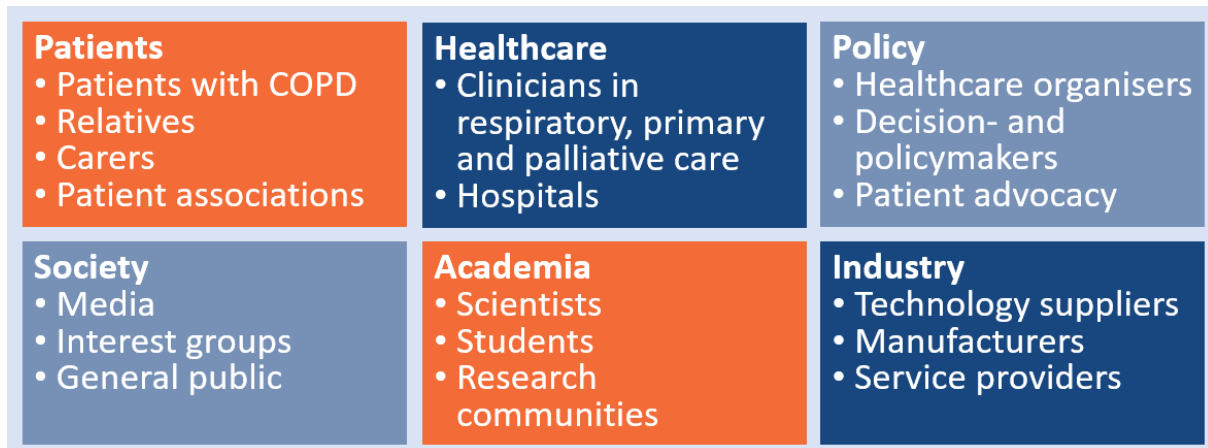 Patients
• Patients with COPD
• Relatives
• Carers
• Patient associations
Healthcare
• Clinicians in
respiratory, primary
and palliative care
• Hospitals
Policy
• Healthcare organisers
• Decision- and
policymakers
• Patient advocacy
Society
• Media
• Interest groups
• General public
Academia
• Scientists
• Students
• Research
communities
Industry
• Technology suppliers
• Manufacturers
• Service providers